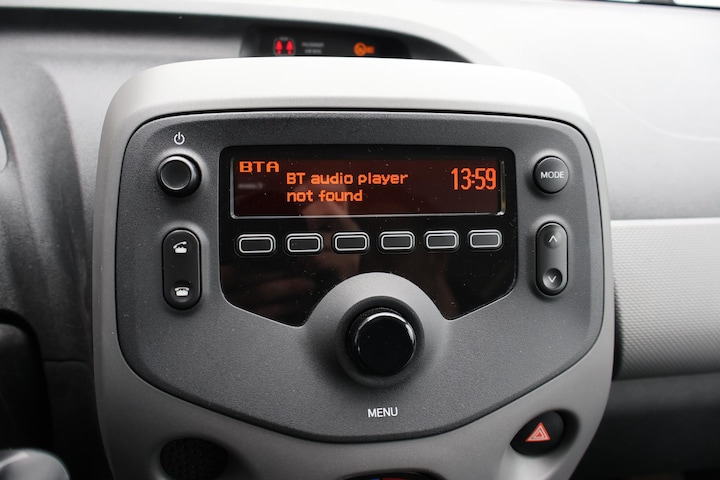 BTA
BT audio player
not found
13:59
MODE
MENU